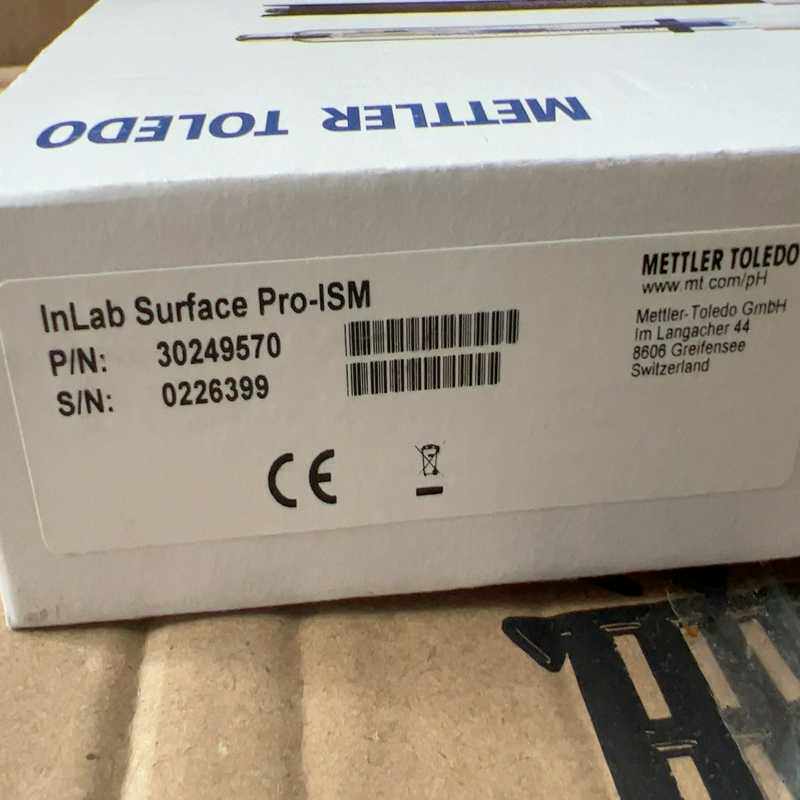 METTLER TOLEDO
InLab Surface Pro-ISM
P/N: 30249570
S/N: 0226399
CE
METTLER TOLEDO
www.mt.com/pH
Mettler-Toledo GmbH
Im Langacher 44
8606 Greifensee
Switzerland